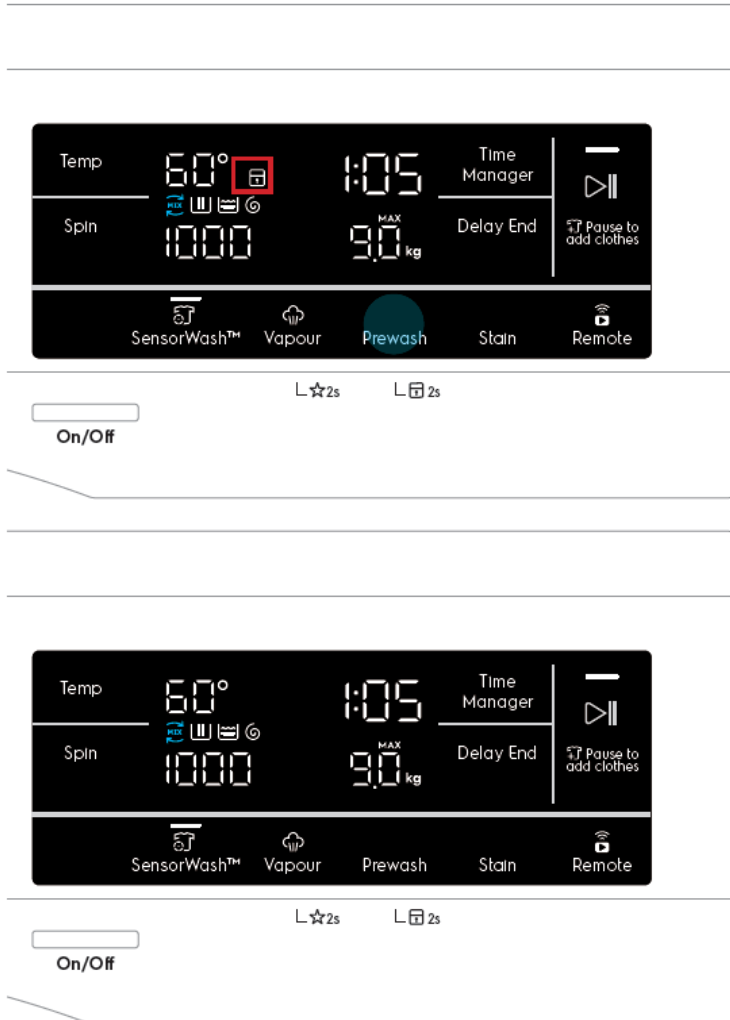 Temp
60°
1:05
Time
Manager
MIX
Spin
1000
MAX
9.0 kg
Delay End
Pause to
add clothes
SensorWash™
Vapour
Prewash
Stain
Remote
2s
2s
On/Off
Temp
60°
1:05
Time
Manager
MIX
Spin
1000
MAX
9.0 kg
Delay End
Pause to
add clothes
SensorWash™
Vapour
Prewash
Stain
Remote
2s
2s
On/Off